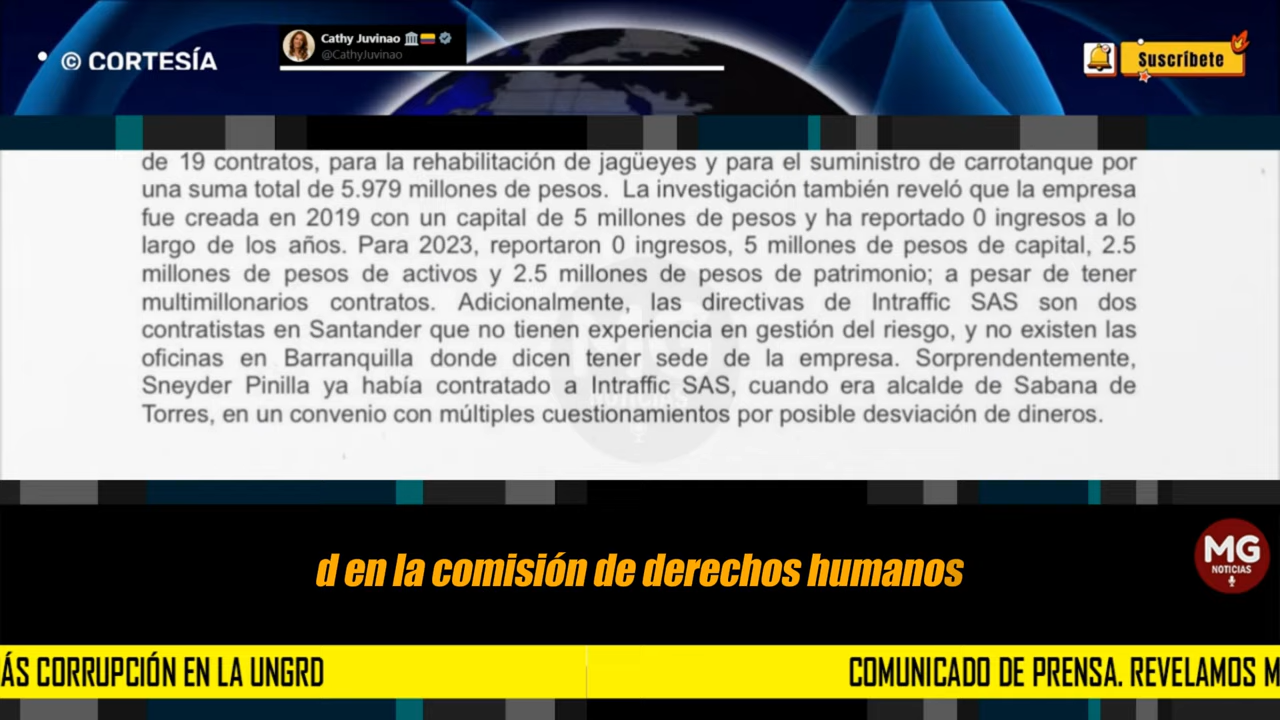 © CORTESÍA
Cathy Juvinao
@CathyJuvinao
Suscríbete
de 19 contratos, para la rehabilitación de jagüeyes y para el suministro de carrotanque por
una suma total de 5.979 millones de pesos. La investigación también reveló que la empresa
fue creada en 2019 con un capital de 5 millones de pesos y ha reportado 0 ingresos a lo
largo de los años. Para 2023, reportaron 0 ingresos, 5 millones de pesos de capital, 2.5
millones de pesos de activos y 2.5 millones de pesos de patrimonio; a pesar de tener
multimillonarios contratos. Adicionalmente, las directivas de Intraffic SAS son dos
contratistas en Santander que no tienen experiencia en gestión del riesgo, y no existen las
oficinas en Barranquilla donde dicen tener sede de la empresa. Sorprendentemente,
Sneyder Pinilla ya había contratado a Intraffic SAS, cuando era alcalde de Sabana de
Torres, en un convenio con múltiples cuestionamientos por posible desviación de dineros.
MG
NOTICIAS
d en la comisión de derechos humanos
MG
NOTICIAS
ÁS CORRUPCIÓN EN LA UNGRD
COMUNICADO DE PRENSA. REVELAMOS M